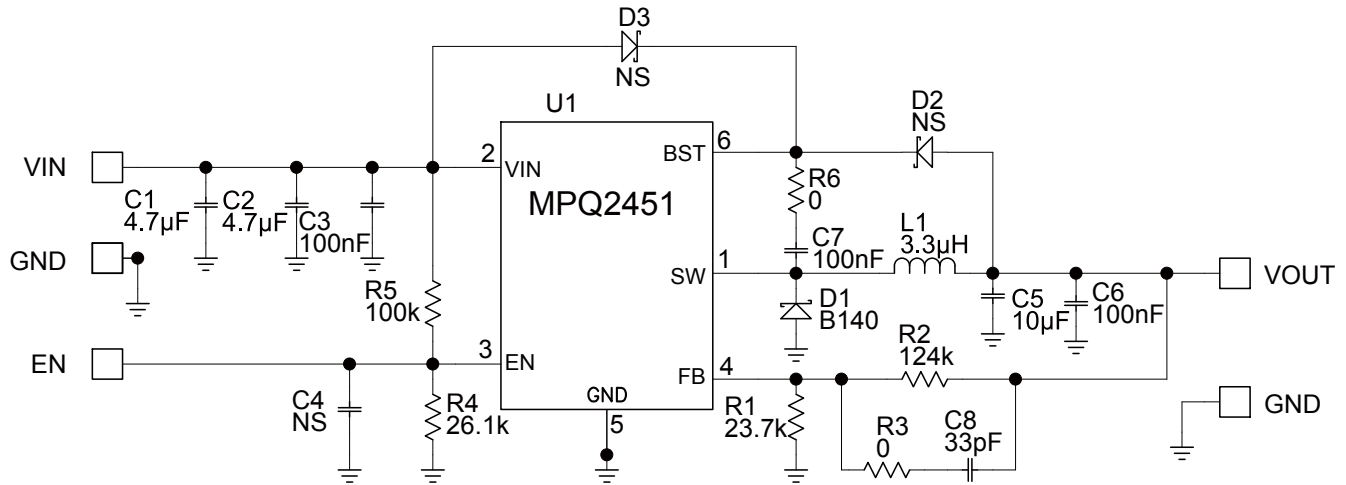 D3
NS
U1
D2
NS
VIN
2
VIN
BST
6
MPQ2451
R6
0
C1
4.7µF
C2
4.7µF
C3
100nF
C7
100nF
L1
3.3µH
GND
SW
1
VOUT
R5
100k
D1
B140
C5
10µF
C6
100nF
EN
3
EN
FB
4
R2
124k
GND
5
C4
NS
R4
26.1k
R1
23.7k
R3
0
C8
33pF
GND